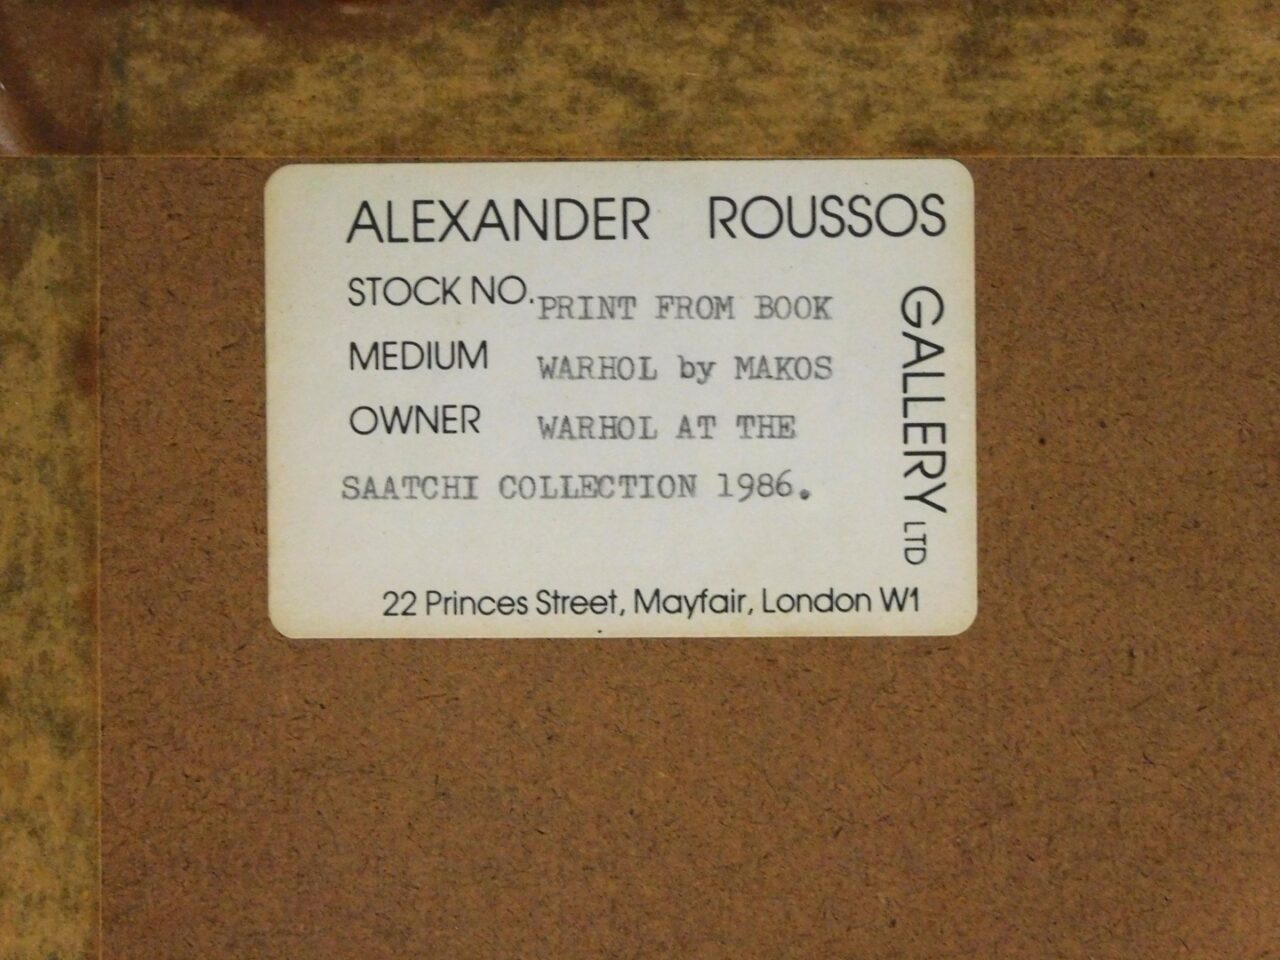 ALEXANDER ROUSSOS
GALLERY LTD
STOCK NO. PRINT FROM BOOK
MEDIUM WARHOL by MAKOS
OWNER WARHOL AT THE
SAATCHI COLLECTION 1986.
22 Princes Street, Mayfair, London W1